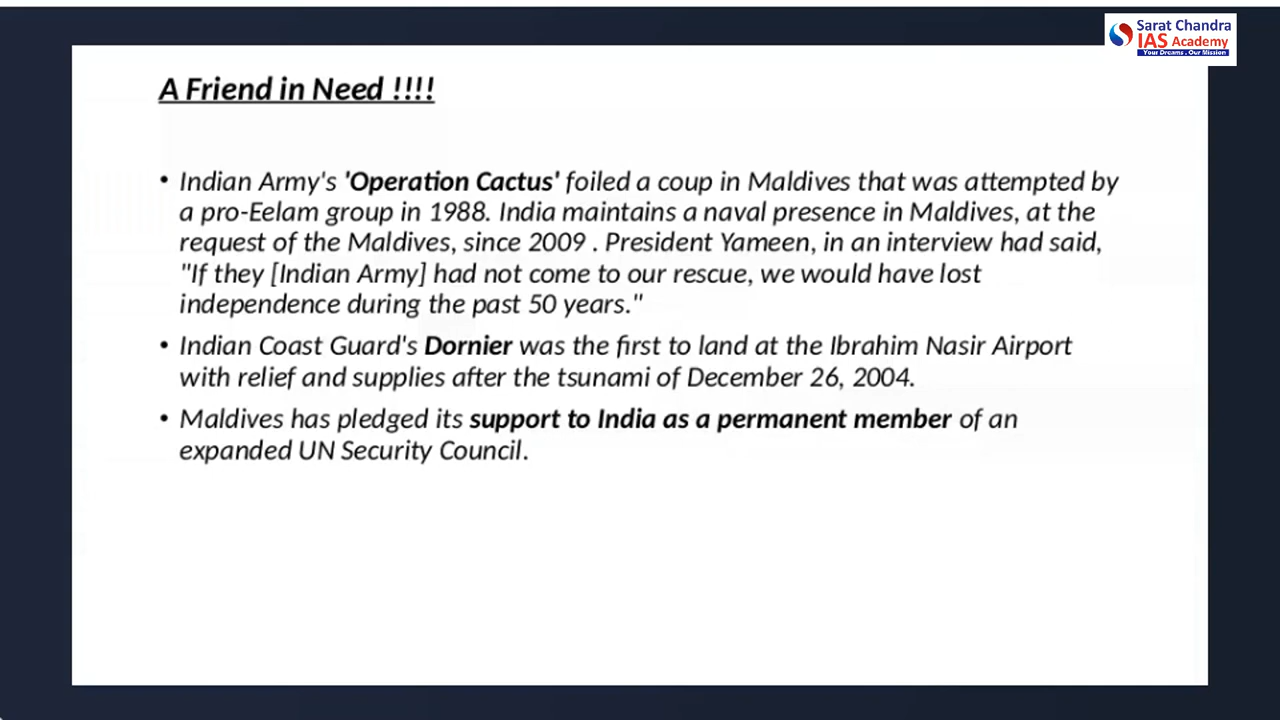 Sarat Chandra
IAS Academy
Your Dreams . Our Mission
A Friend in Need !!!!
• Indian Army's 'Operation Cactus' foiled a coup in Maldives that was attempted by
a pro-Eelam group in 1988. India maintains a naval presence in Maldives, at the
request of the Maldives, since 2009 . President Yameen, in an interview had said,
"If they [Indian Army] had not come to our rescue, we would have lost
independence during the past 50 years."
• Indian Coast Guard's Dornier was the first to land at the Ibrahim Nasir Airport
with relief and supplies after the tsunami of December 26, 2004.
• Maldives has pledged its support to India as a permanent member of an
expanded UN Security Council.